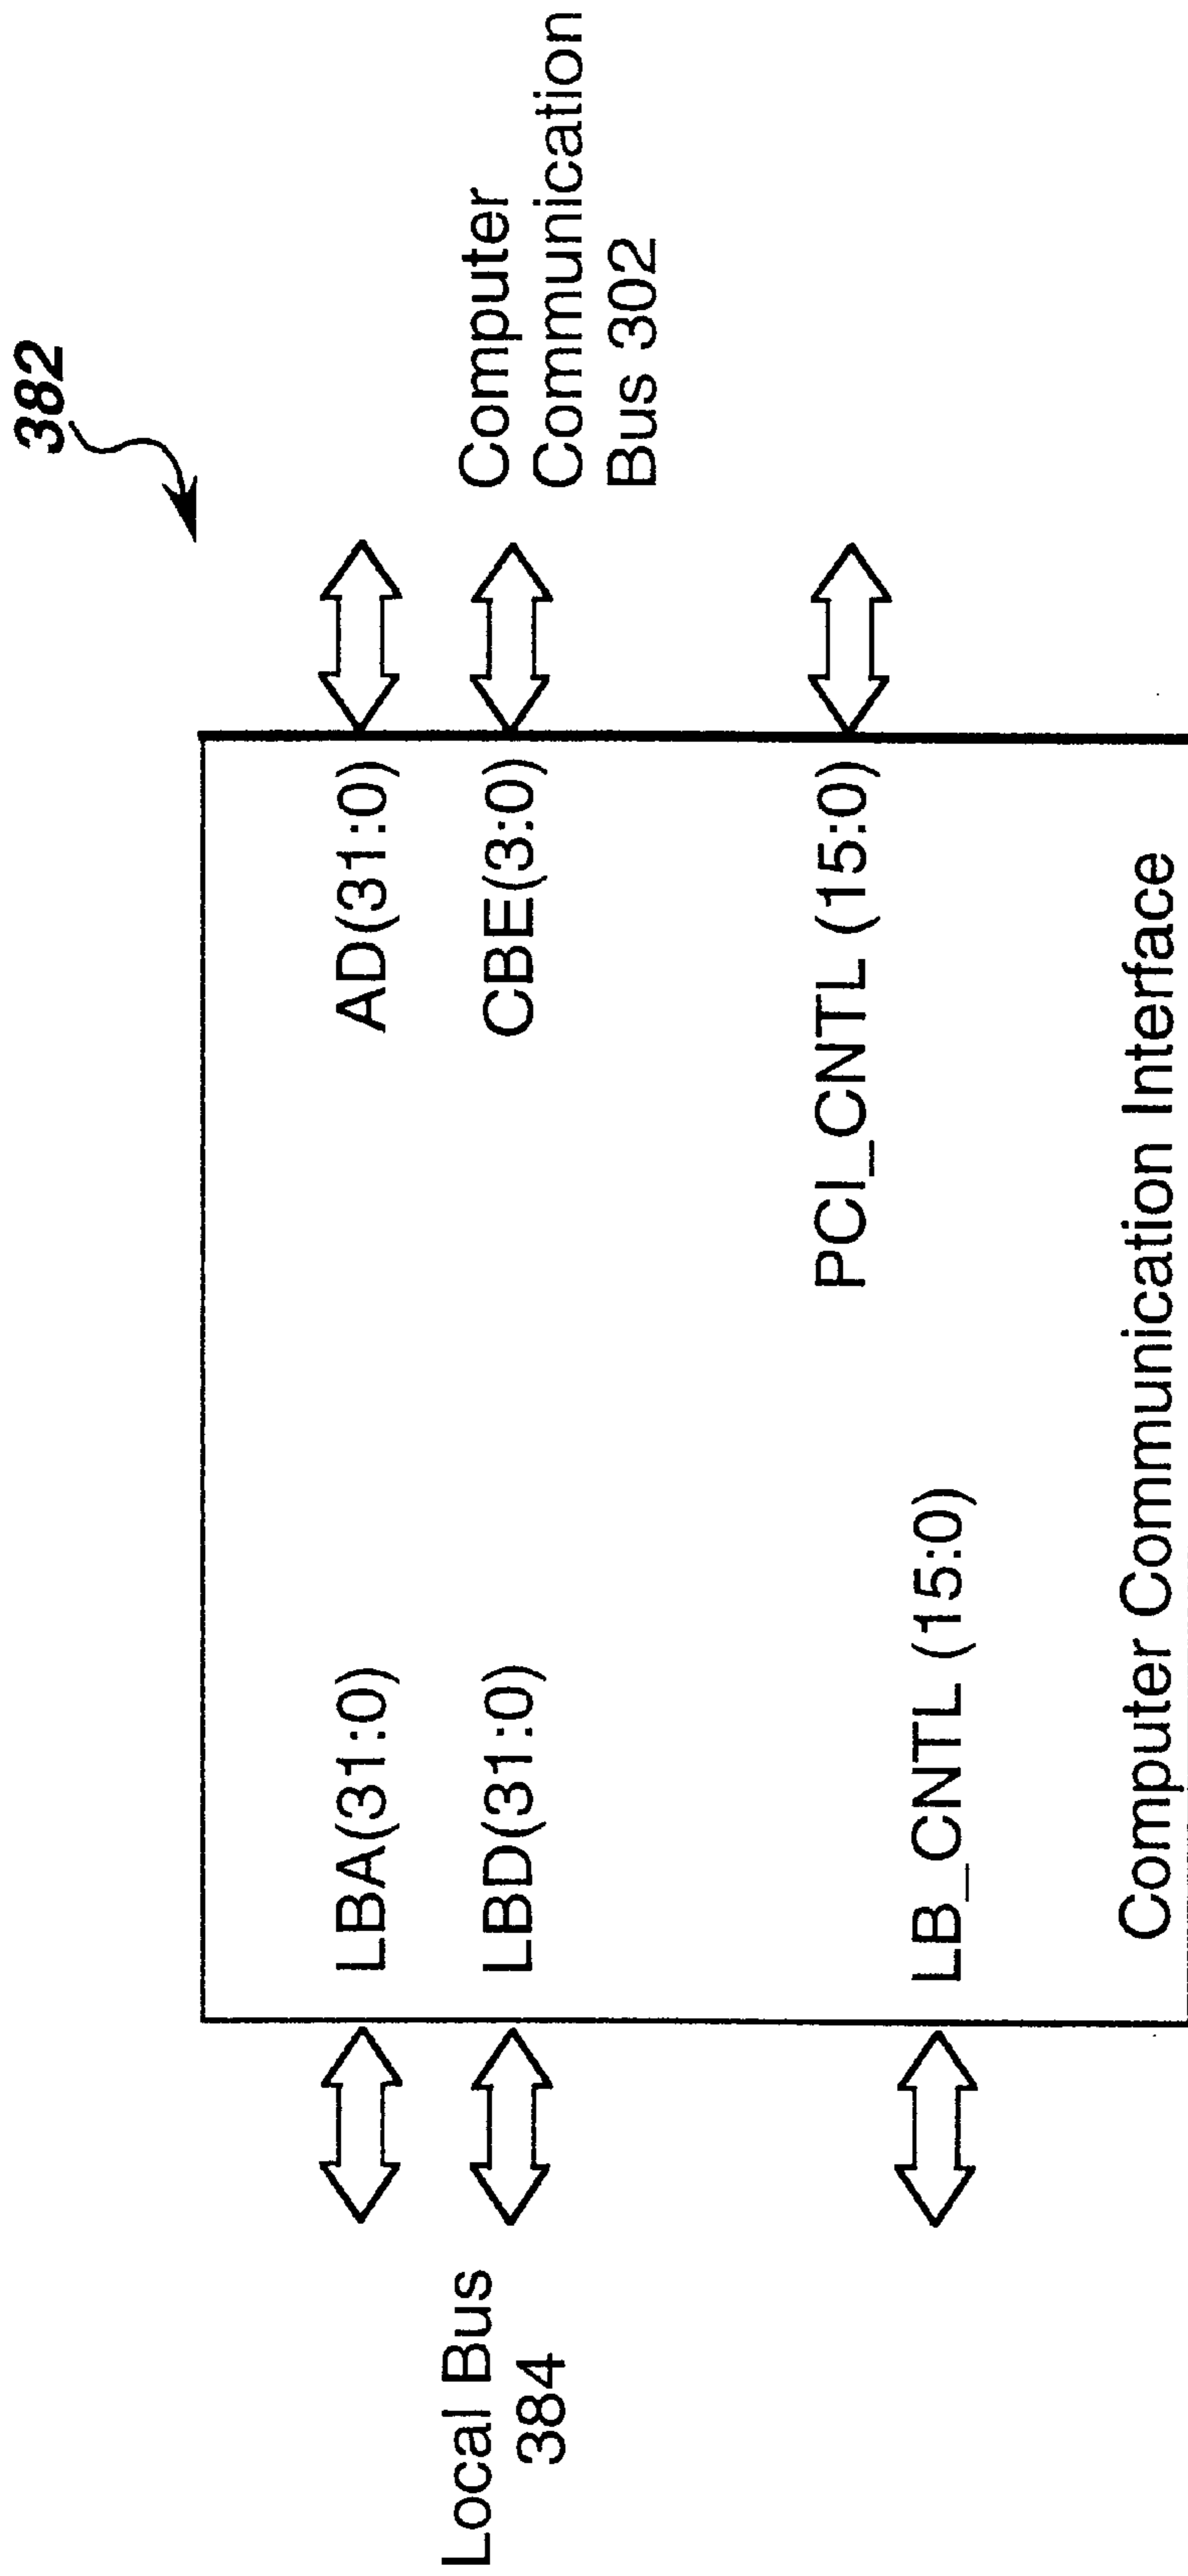 382
LBA(31:0)
AD(31:0)
Local Bus
384
LBD(31:0)
CBE(3:0)
Computer
Communication
Bus 302
PCI_CNTL (15:0)
LB_CNTL (15:0)
Computer Communication Interface